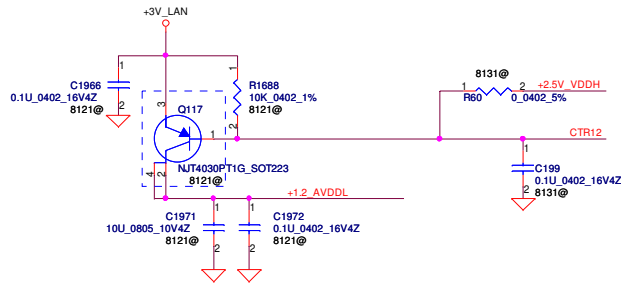 +3V_LAN
1
C1966
0.1U_0402_16V4Z
8121@
2
1
R1688
10K_0402_1%
8121@
2
3
Q117
1
NJT4030PT1G_SOT223
8121@
4
2
8131@
1
2
+2.5V_VDDH
R60
0_0402_5%
CTR12
1
C199
0.1U_0402_16V4Z
8131@
2
+1.2_AVDDL
1
C1971
10U_0805_10V4Z
8121@
2
1
C1972
0.1U_0402_16V4Z
8121@
2